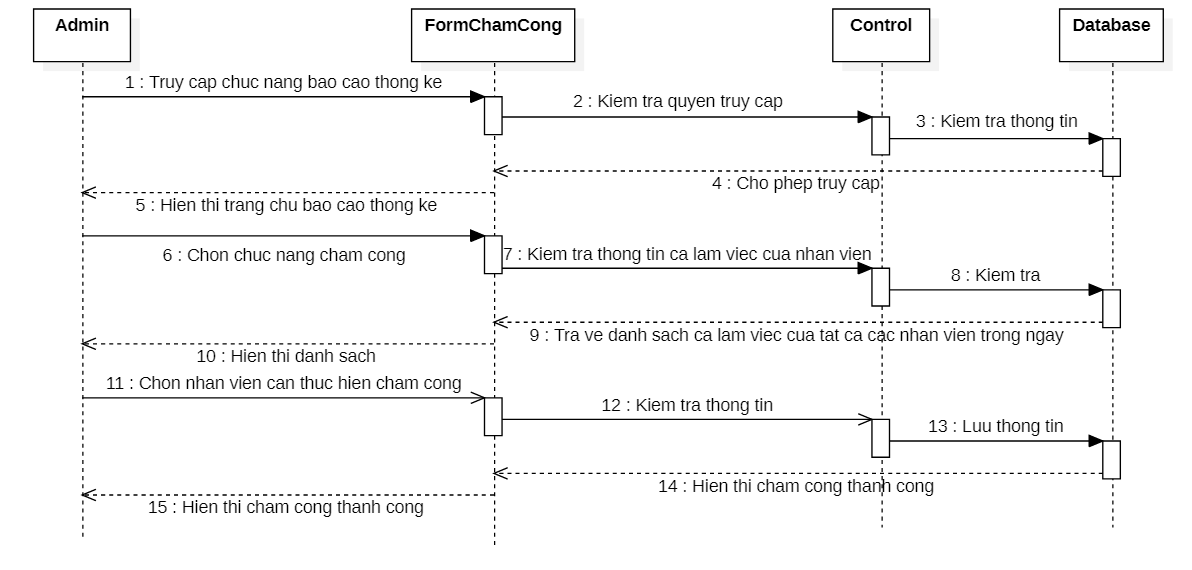 Admin
FormChamCong
Control
Database
1 : Truy cap chuc nang bao cao thong ke
2 : Kiem tra quyen truy cap
3 : Kiem tra thong tin
4 : Cho phep truy cap
5 : Hien thi trang chu bao cao thong ke
6 : Chon chuc nang cham cong
7 : Kiem tra thong tin ca lam viec cua nhan vien
8 : Kiem tra
9 : Tra ve danh sach ca lam viec cua tat ca cac nhan vien trong ngay
10 : Hien thi danh sach
11 : Chon nhan vien can thuc hien cham cong
12 : Kiem tra thong tin
13 : Luu thong tin
14 : Hien thi cham cong thanh cong
15 : Hien thi cham cong thanh cong